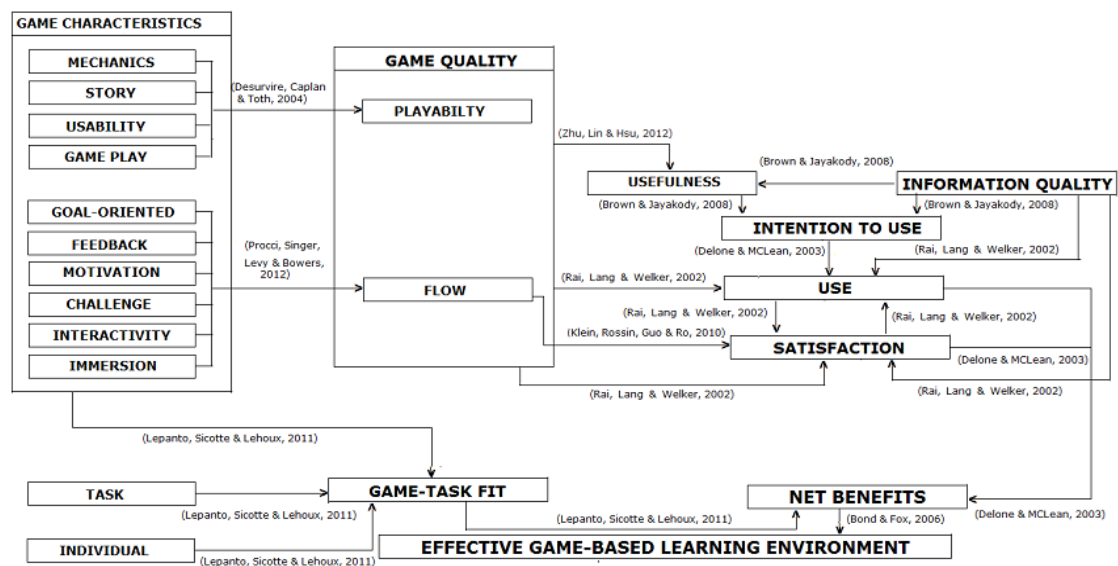 GAME CHARACTERISTICS
MECHANICS
STORY
USABILITY
GAME PLAY
(Desurvire, Caplan
& Toth, 2004)
GOAL-ORIENTED
FEEDBACK
MOTIVATION
CHALLENGE
INTERACTIVITY
IMMERSION
(Procci, Singer,
Levy & Bowers,
2012)
GAME QUALITY
PLAYABILTY
FLOW
(Zhu, Lin & Hsu, 2012)
(Brown & Jayakody, 2008)
USEFULNESS
INFORMATION QUALITY
(Brown & Jayakody, 2008)
(Brown & Jayakody, 2008)
INTENTION TO USE
(Delone & MCLean, 2003)
(Rai, Lang & Welker, 2002)
(Rai, Lang & Welker, 2002)
USE
(Rai, Lang & Welker, 2002)
(Rai, Lang & Welker, 2002)
(Klein, Rossin, Guo & Ro, 2010)
SATISFACTION
(Delone & MCLean, 2003)
(Rai, Lang & Welker, 2002)
(Rai, Lang & Welker, 2002)
(Lepanto, Sicotte & Lehoux, 2011)
TASK
GAME-TASK FIT
NET BENEFITS
(Lepanto, Sicotte & Lehoux, 2011)
(Lepanto, Sicotte & Lehoux, 2011)
(Bond & Fox, 2006)
(Delone & MCLean, 2003)
INDIVIDUAL
EFFECTIVE GAME-BASED LEARNING ENVIRONMENT
(Lepanto, Sicotte & Lehoux, 2011)